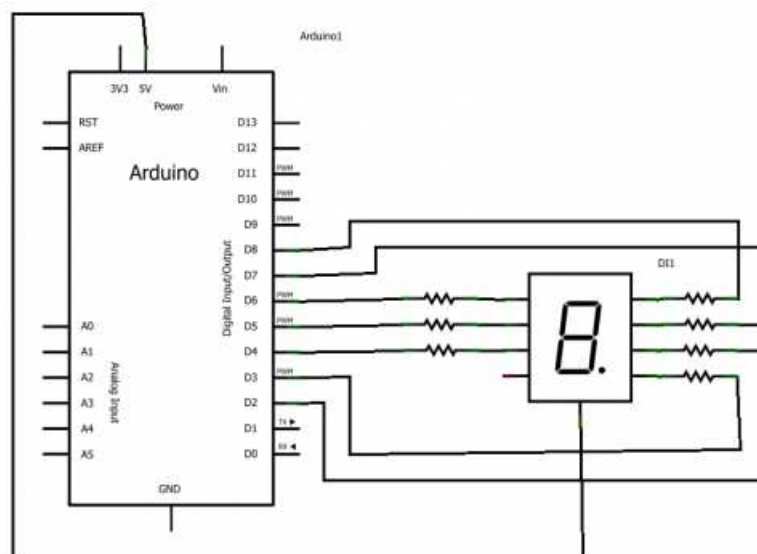 Arduino1
3V3 5V Vin
Power
RST D13
AREF D12
Arduino
D11 PWM
D10 PWM
D9 PWM
D8
D7
DI1
Digital Input/Output
D6 PWM
A0 D5 PWM
A1 D4
A2 D3 PWM
A3 D2
A4 D1 TX
A5 D0 RX
Analog Input
GND